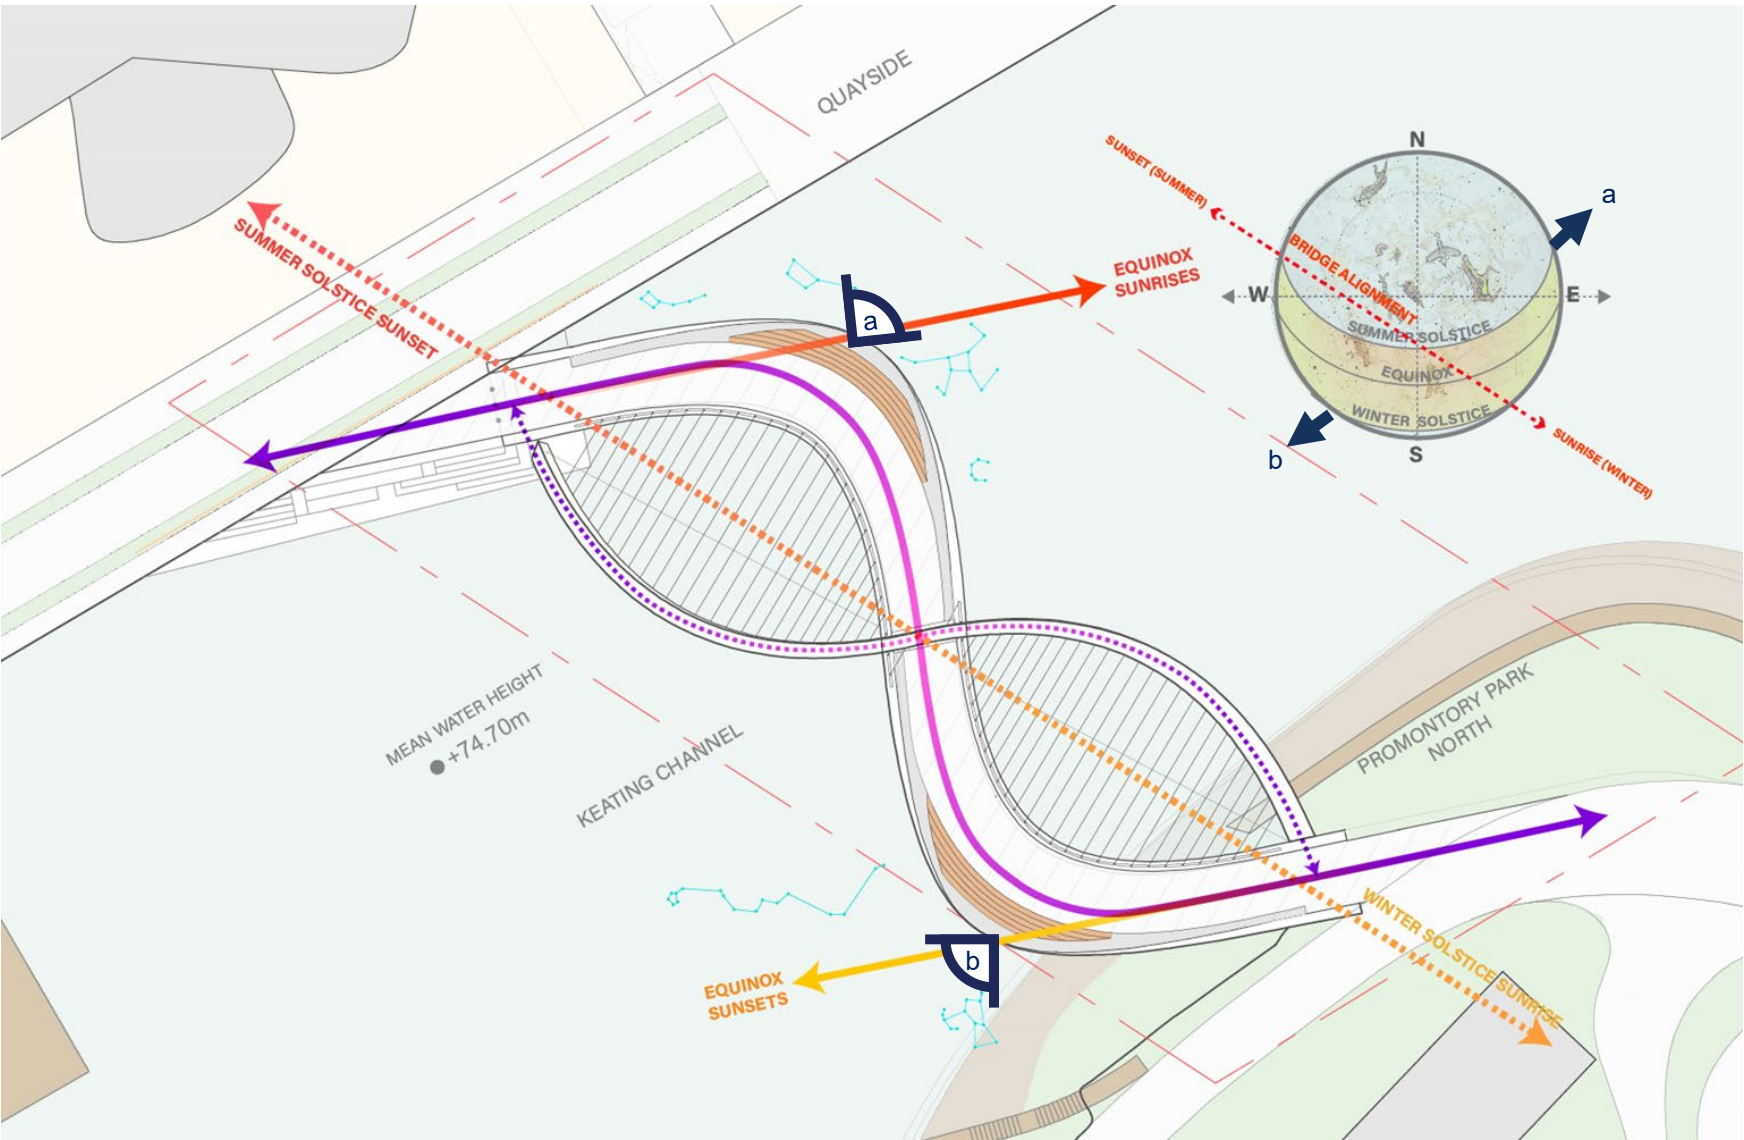 QUAYSIDE
SUMMER SOLSTICE SUNSET
EQUINOX
SUNRISES
a
SUNSET (SUMMER)
N
a
BRIDGE ALIGNMENT
W
E
SUMMER SOLSTICE
EQUINOX
WINTER SOLSTICE
S
b
SUNRISE (WINTER)
MEAN WATER HEIGHT
+74.70m
KEATING CHANNEL
PROMONTORY PARK
NORTH
WINTER SOLSTICE SUNRISE
b
EQUINOX
SUNSETS